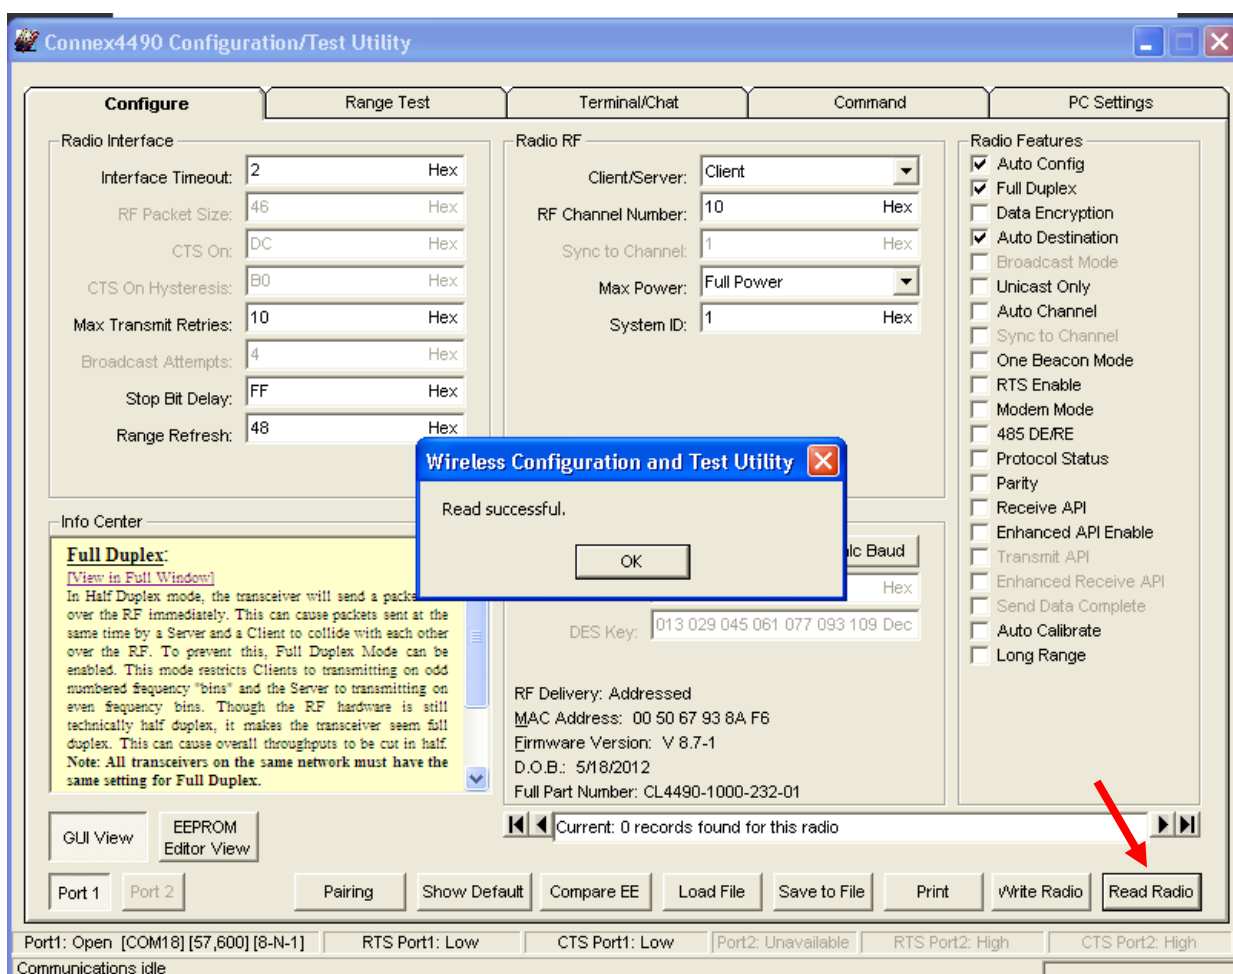 Connex4490 Configuration/Test Utility
Configure
Range Test
Terminal/Chat
Command
PC Settings
Radio Interface
Interface Timeout: 2 Hex
RF Packet Size: 46 Hex
CTS On: DC Hex
CTS On Hysteresis: B0 Hex
Max Transmit Retries: 10 Hex
Broadcast Attempts: 4 Hex
Stop Bit Delay: FF Hex
Range Refresh: 48 Hex
Radio RF
Client/Server: Client
RF Channel Number: 10 Hex
Sync to Channel: 1 Hex
Max Power: Full Power
System ID: 1 Hex
Radio Features
Auto Config
Full Duplex
Data Encryption
Auto Destination
Broadcast Mode
Unicast Only
Auto Channel
Sync to Channel
One Beacon Mode
RTS Enable
Modem Mode
485 DE/RE
Protocol Status
Parity
Receive API
Enhanced API Enable
Transmit API
Enhanced Receive API
Send Data Complete
Auto Calibrate
Long Range
Wireless Configuration and Test Utility
Read successful.
OK
Info Center
Full Duplex:
[View in Full Window]
In Half Duplex mode, the transceiver will send a packet
over the RF immediately. This can cause packets sent at the
same time by a Server and a Client to collide with each other
over the RF. To prevent this, Full Duplex Mode can be
enabled. This mode restricts Clients to transmitting on odd
numbered frequency "bins" and the Server to transmitting on
even frequency bins. Though the RF hardware is still
technically half duplex, it makes the transceiver seem full
duplex. This can cause overall throughputs to be cut in half.
Note: All transceivers on the same network must have the
same setting for Full Duplex.
Baud
Hex
DES Key: 013 029 045 061 077 093 109 Dec
RF Delivery: Addressed
MAC Address: 00 50 67 93 8A F6
Firmware Version: V 8.7-1
D.O.B.: 5/18/2012
Full Part Number: CL4490-1000-232-01
Current: 0 records found for this radio
GUI View
EEPROM
Editor View
Port 1
Port 2
Pairing
Show Default
Compare EE
Load File
Save to File
Print
Write Radio
Read Radio
Port1: Open [COM18] [57,600] [8-N-1]
RTS Port1: Low
CTS Port1: Low
Port2: Unavailable
RTS Port2: High
CTS Port2: High
Communications idle